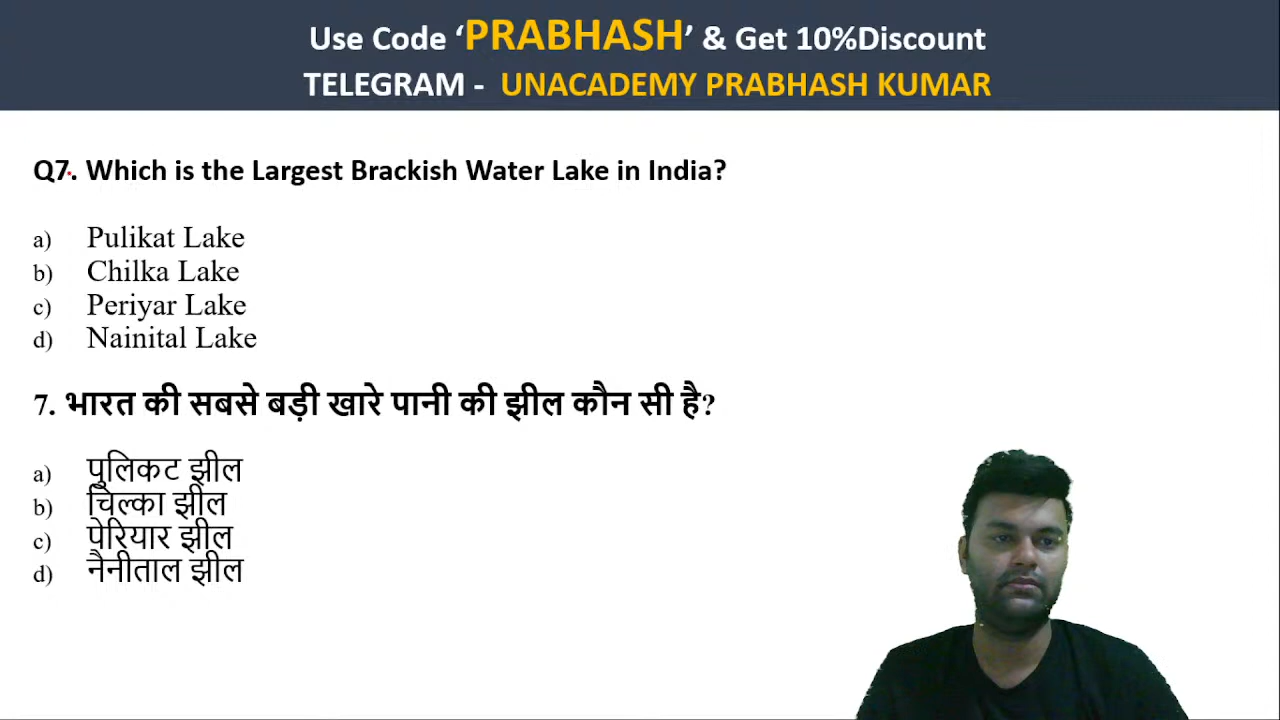 Use Code ‘PRABHASH’ & Get 10%Discount
TELEGRAM - UNACADEMY PRABHASH KUMAR
Q7. Which is the Largest Brackish Water Lake in India?
a) Pulikat Lake
b) Chilka Lake
c) Periyar Lake
d) Nainital Lake
7. भारत की सबसे बड़ी खारे पानी की झील कौन सी है?
a) पुलिकट झील
b) चिल्का झील
c) पेरियार झील
d) नैनीताल झील